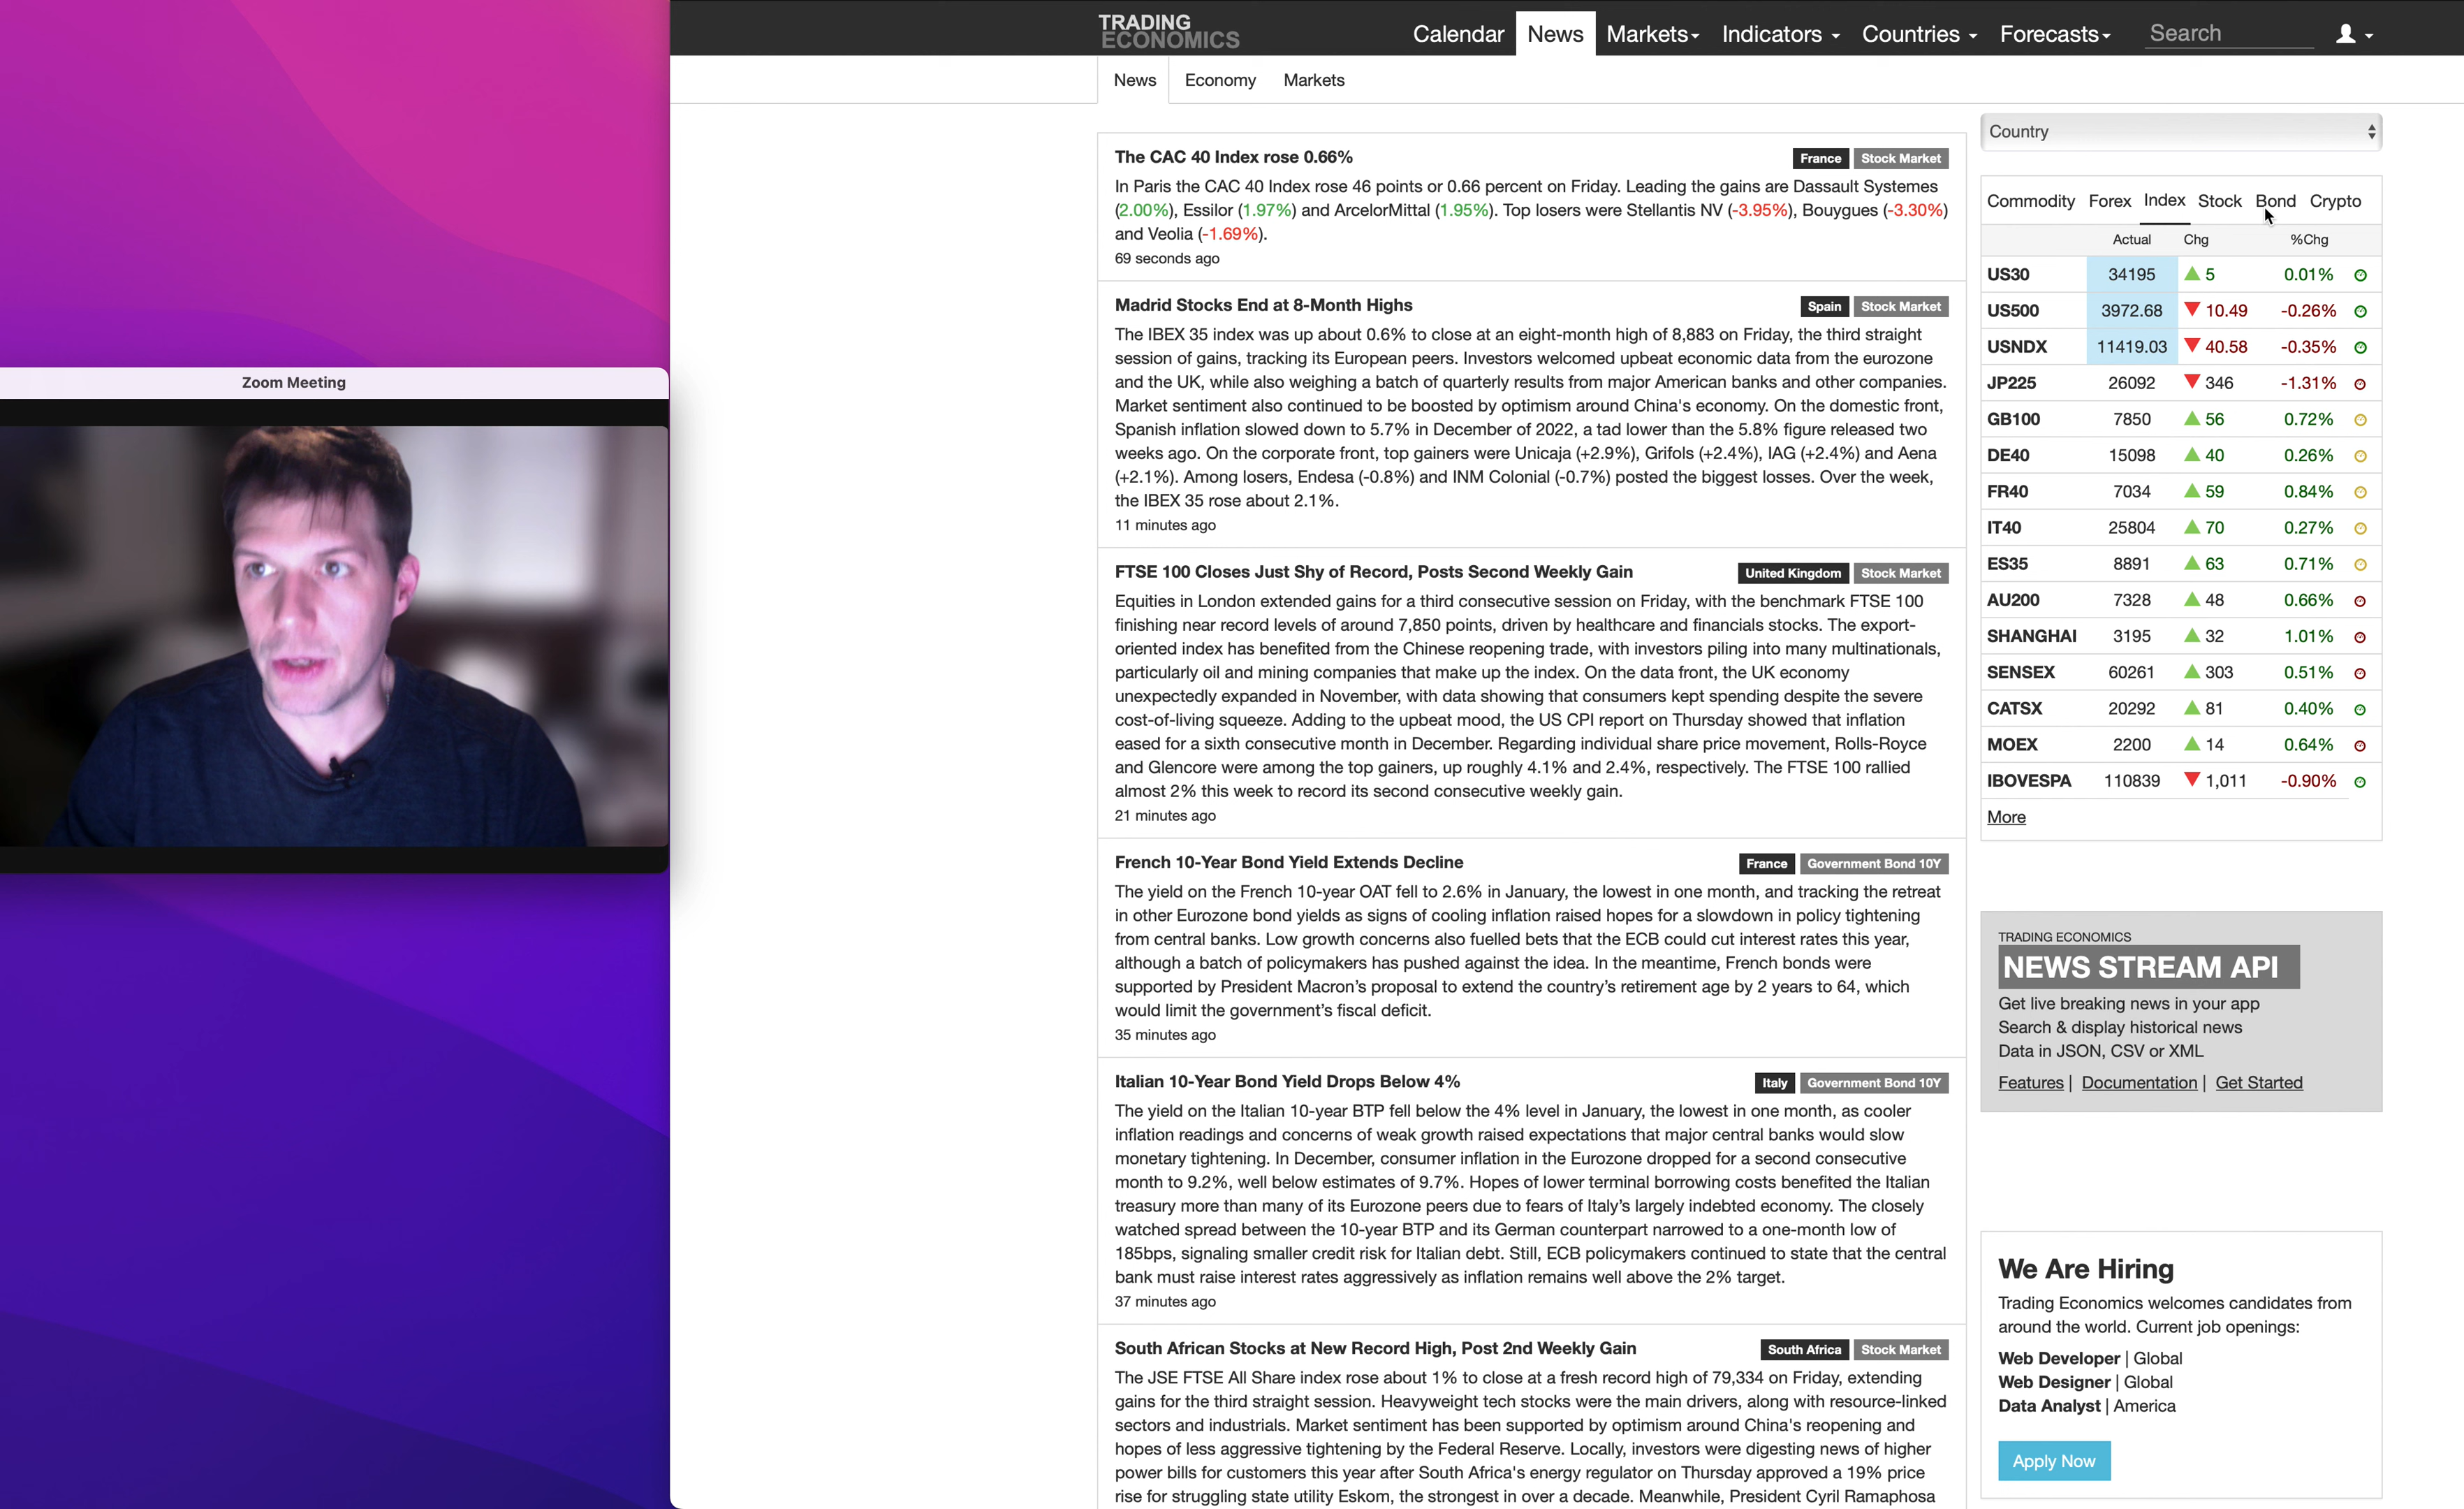 TRADING
ECONOMICS
Calendar News Markets Indicators Countries Forecasts Search
News Economy Markets
Zoom Meeting
The CAC 40 Index rose 0.66% France Stock Market
In Paris the CAC 40 Index rose 46 points or 0.66 percent on Friday. Leading the gains are Dassault Systemes
(2.00%), Essilor (1.97%) and ArcelorMittal (1.95%). Top losers were Stellantis NV (-3.95%), Bouygues (-3.30%)
and Veolia (-1.69%).
69 seconds ago
Madrid Stocks End at 8-Month Highs Spain Stock Market
The IBEX 35 index was up about 0.6% to close at an eight-month high of 8,883 on Friday, the third straight
session of gains, tracking its European peers. Investors welcomed upbeat economic data from the eurozone
and the UK, while also weighing a batch of quarterly results from major American banks and other companies.
Market sentiment also continued to be boosted by optimism around China's economy. On the domestic front,
Spanish inflation slowed down to 5.7% in December of 2022, a tad lower than the 5.8% figure released two
weeks ago. On the corporate front, top gainers were Unicaja (+2.9%), Grifols (+2.4%), IAG (+2.4%) and Aena
(+2.1%). Among losers, Endesa (-0.8%) and INM Colonial (-0.7%) posted the biggest losses. Over the week,
the IBEX 35 rose about 2.1%.
11 minutes ago
FTSE 100 Closes Just Shy of Record, Posts Second Weekly Gain United Kingdom Stock Market
Equities in London extended gains for a third consecutive session on Friday, with the benchmark FTSE 100
finishing near record levels of around 7,850 points, driven by healthcare and financials stocks. The export-
oriented index has benefited from the Chinese reopening trade, with investors piling into many multinationals,
particularly oil and mining companies that make up the index. On the data front, the UK economy
unexpectedly expanded in November, with data showing that consumers kept spending despite the severe
cost-of-living squeeze. Adding to the upbeat mood, the US CPI report on Thursday showed that inflation
eased for a sixth consecutive month in December. Regarding individual share price movement, Rolls-Royce
and Glencore were among the top gainers, up roughly 4.1% and 2.4%, respectively. The FTSE 100 rallied
almost 2% this week to record its second consecutive weekly gain.
21 minutes ago
French 10-Year Bond Yield Extends Decline France Government Bond 10Y
The yield on the French 10-year OAT fell to 2.6% in January, the lowest in one month, and tracking the retreat
in other Eurozone bond yields as signs of cooling inflation raised hopes for a slowdown in policy tightening
from central banks. Low growth concerns also fuelled bets that the ECB could cut interest rates this year,
although a batch of policymakers has pushed against the idea. In the meantime, French bonds were
supported by President Macron’s proposal to extend the country’s retirement age by 2 years to 64, which
would limit the government’s fiscal deficit.
35 minutes ago
Italian 10-Year Bond Yield Drops Below 4% Italy Government Bond 10Y
The yield on the Italian 10-year BTP fell below the 4% level in January, the lowest in one month, as cooler
inflation readings and concerns of weak growth raised expectations that major central banks would slow
monetary tightening. In December, consumer inflation in the Eurozone dropped for a second consecutive
month to 9.2%, well below estimates of 9.7%. Hopes of lower terminal borrowing costs benefited the Italian
treasury more than many of its Eurozone peers due to fears of Italy’s largely indebted economy. The closely
watched spread between the 10-year BTP and its German counterpart narrowed to a one-month low of
185bps, signaling smaller credit risk for Italian debt. Still, ECB policymakers continued to state that the central
bank must raise interest rates aggressively as inflation remains well above the 2% target.
37 minutes ago
South African Stocks at New Record High, Post 2nd Weekly Gain South Africa Stock Market
The JSE FTSE All Share index rose about 1% to close at a fresh record high of 79,334 on Friday, extending
gains for the third straight session. Heavyweight tech stocks were the main drivers, along with resource-linked
sectors and industrials. Market sentiment has been supported by optimism around China's reopening and
hopes of less aggressive tightening by the Federal Reserve. Locally, investors were digesting news of higher
power bills for customers this year after South Africa's energy regulator on Thursday approved a 19% price
rise for struggling state utility Eskom, the strongest in over a decade. Meanwhile, President Cyril Ramaphosa
Country
Commodity Forex Index Stock Bond Crypto
Actual Chg %Chg
US30 34195 5 0.01%
US500 3972.68 10.49 -0.26%
USNDX 11419.03 40.58 -0.35%
JP225 26092 346 -1.31%
GB100 7850 56 0.72%
DE40 15098 40 0.26%
FR40 7034 59 0.84%
IT40 25804 70 0.27%
ES35 8891 63 0.71%
AU200 7328 48 0.66%
SHANGHAI 3195 32 1.01%
SENSEX 60261 303 0.51%
CATSX 20292 81 0.40%
MOEX 2200 14 0.64%
IBOVESPA 110839 1,011 -0.90%
More
TRADING ECONOMICS
NEWS STREAM API
Get live breaking news in your app
Search & display historical news
Data in JSON, CSV or XML
Features | Documentation | Get Started
We Are Hiring
Trading Economics welcomes candidates from
around the world. Current job openings:
Web Developer | Global
Web Designer | Global
Data Analyst | America
Apply Now